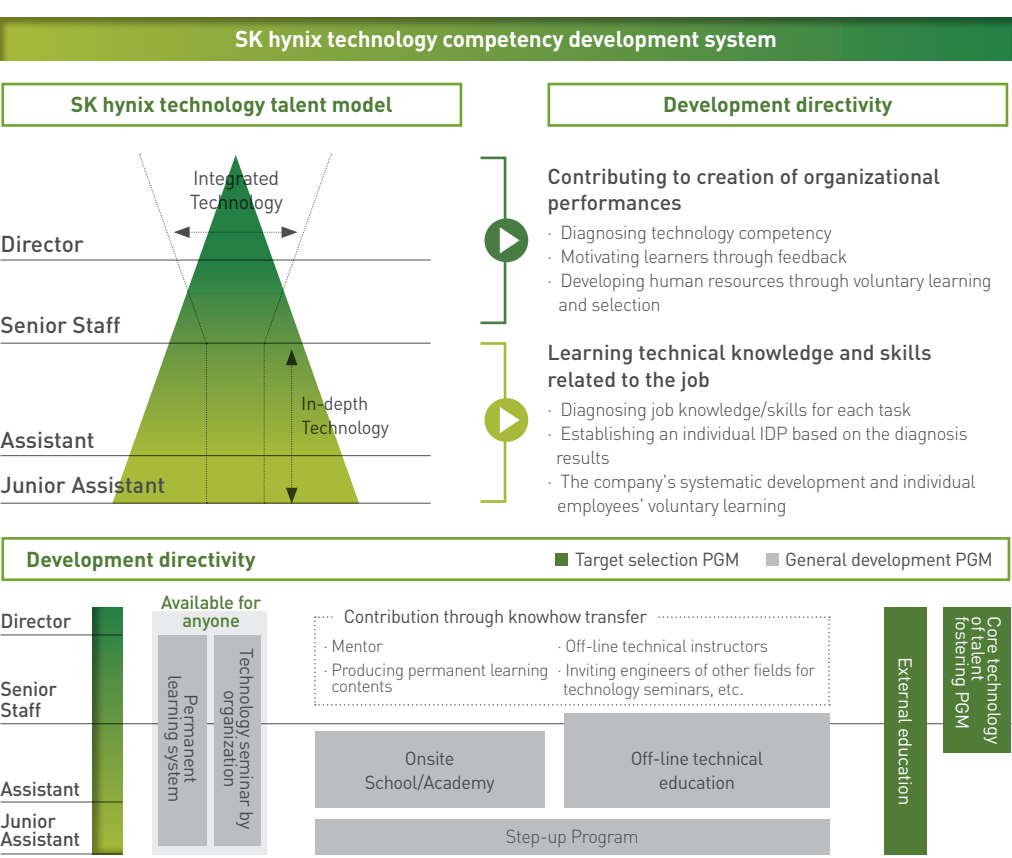 SK hynix technology competency development system
SK hynix technology talent model
Integrated
Technology
Director
Senior Staff
In-depth
Technology
Assistant
Junior Assistant
Development directivity
Contributing to creation of organizational
performances
· Diagnosing technology competency
· Motivating learners through feedback
· Developing human resources through voluntary learning
and selection
Learning technical knowledge and skills
related to the job
· Diagnosing job knowledge/skills for each task
· Establishing an individual IDP based on the diagnosis
results
· The company's systematic development and individual
employees' voluntary learning
Development directivity
Target selection PGM
General development PGM
Director
Senior
Staff
Assistant
Junior
Assistant
Available for
anyone
Permanent
learning system
Technology seminar by
organization
Contribution through knowhow transfer
· Mentor
· Producing permanent learning
contents
· Off-line technical instructors
· Inviting engineers of other fields for
technology seminars, etc.
Onsite
School/Academy
Off-line technical
education
Step-up Program
External education
Core technology
of talent
fostering PGM